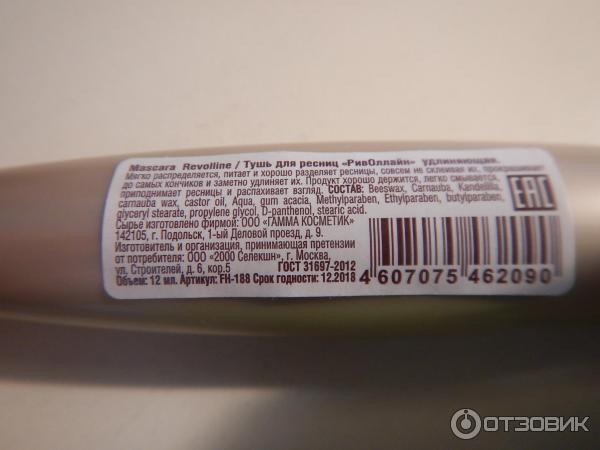 Mascara Revolline / Тушь для ресниц «РивОллайн» удлиняющая.
Мягко распределяется, питает и хорошо разделяет ресницы, совсем не склеивая их, прокрашивает
до самых кончиков и заметно удлиняет их. Продукт хорошо держится, легко смывается,
приподнимает ресницы и распахивает взгляд. СОСТАВ: Beeswax, Carnauba, Kandelilla,
carnauba wax, castor oil, Aqua, gum acacia, Methylparaben, Ethylparaben, butylparaben,
glyceryl stearate, propylene glycol, D-panthenol, stearic acid.
Сырье изготовлено фирмой: ООО «ГАММА КОСМЕТИК»
142105, г. Подольск, 1-ый Деловой проезд, д. 9.
Изготовитель и организация, принимающая претензии
от потребителя: ООО «2000 Селекшн», г. Москва,
ул. Строителей, д. 6, кор.5 ГОСТ 31697-2012
Объем: 12 мл. Артикул: FH-188 Срок годности: 12.2018
EAC
4 607075 462090
ОТЗОВИК